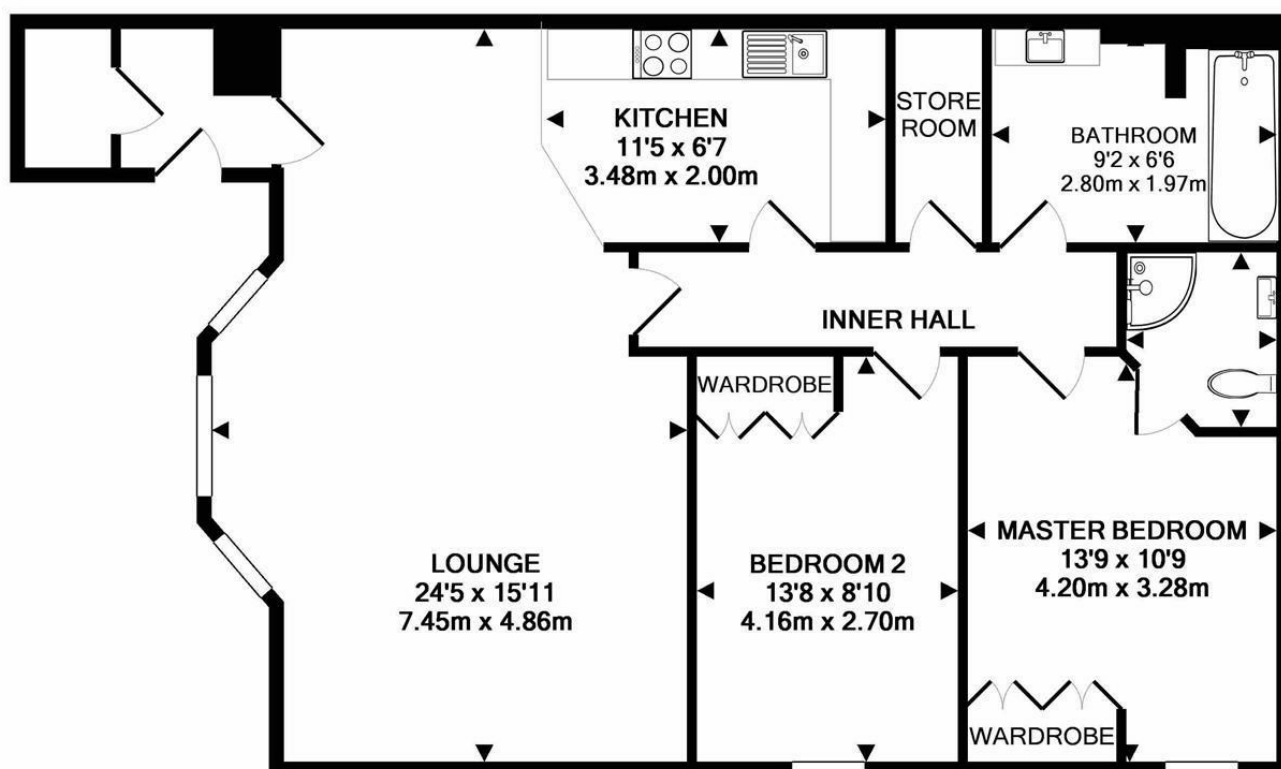 KITCHEN
11'5 x 6'7
3.48m x 2.00m
STORE
ROOM
BATHROOM
9'2 x 6'6
2.80m x 1.97m
INNER HALL
WARDROBE
LOUNGE
24'5 x 15'11
7.45m x 4.86m
BEDROOM 2
13'8 x 8'10
4.16m x 2.70m
MASTER BEDROOM
13'9 x 10'9
4.20m x 3.28m
WARDROBE